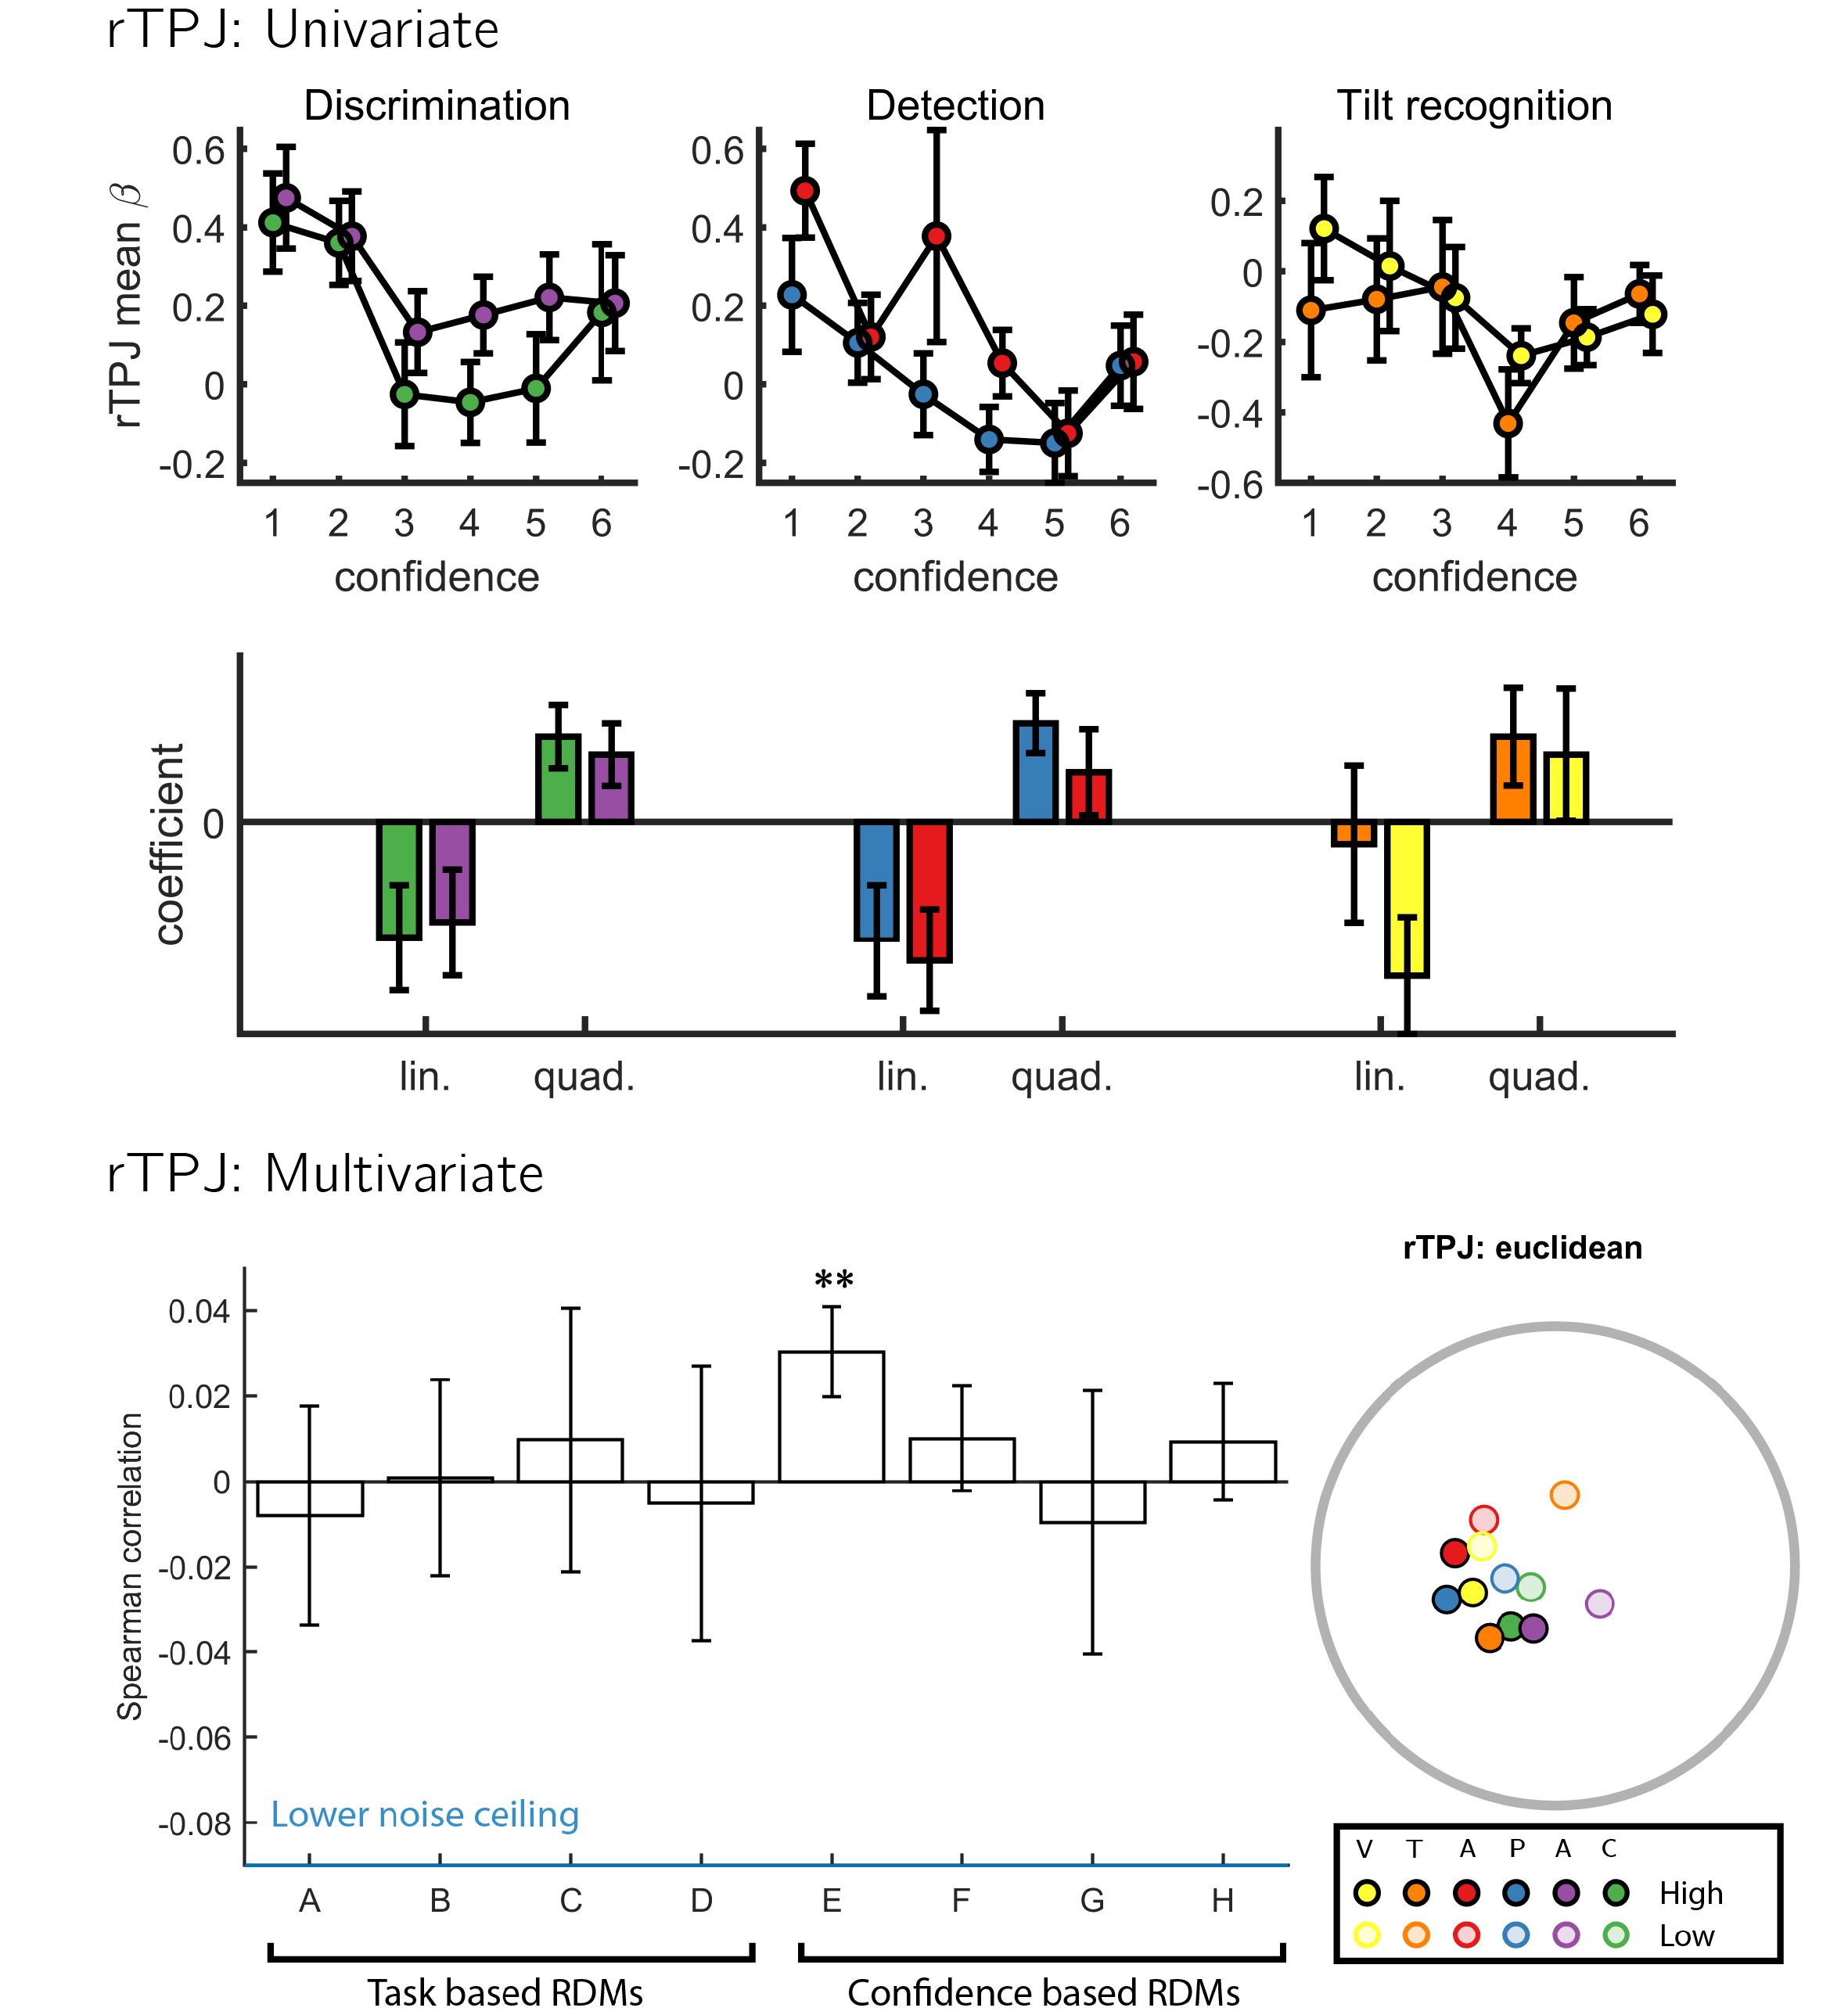 rTPJ: Univariate
Discrimination Detection Tilt recognition
rTPJ mean β
0.6 0.4 0.2 0 -0.2
0.6 0.4 0.2 0 -0.2
0.2 0 -0.2 -0.4 -0.6
1 2 3 4 5 6
1 2 3 4 5 6
1 2 3 4 5 6
confidence confidence confidence
coefficient
0
lin. quad. lin. quad. lin. quad.
rTPJ: Multivariate
Spearman correlation
0.04
0.02
0
-0.02
-0.04
-0.06
-0.08
**
Lower noise ceiling
A B C D E F G H
Task based RDMs Confidence based RDMs
rTPJ: euclidean
V T A P A C
High
Low